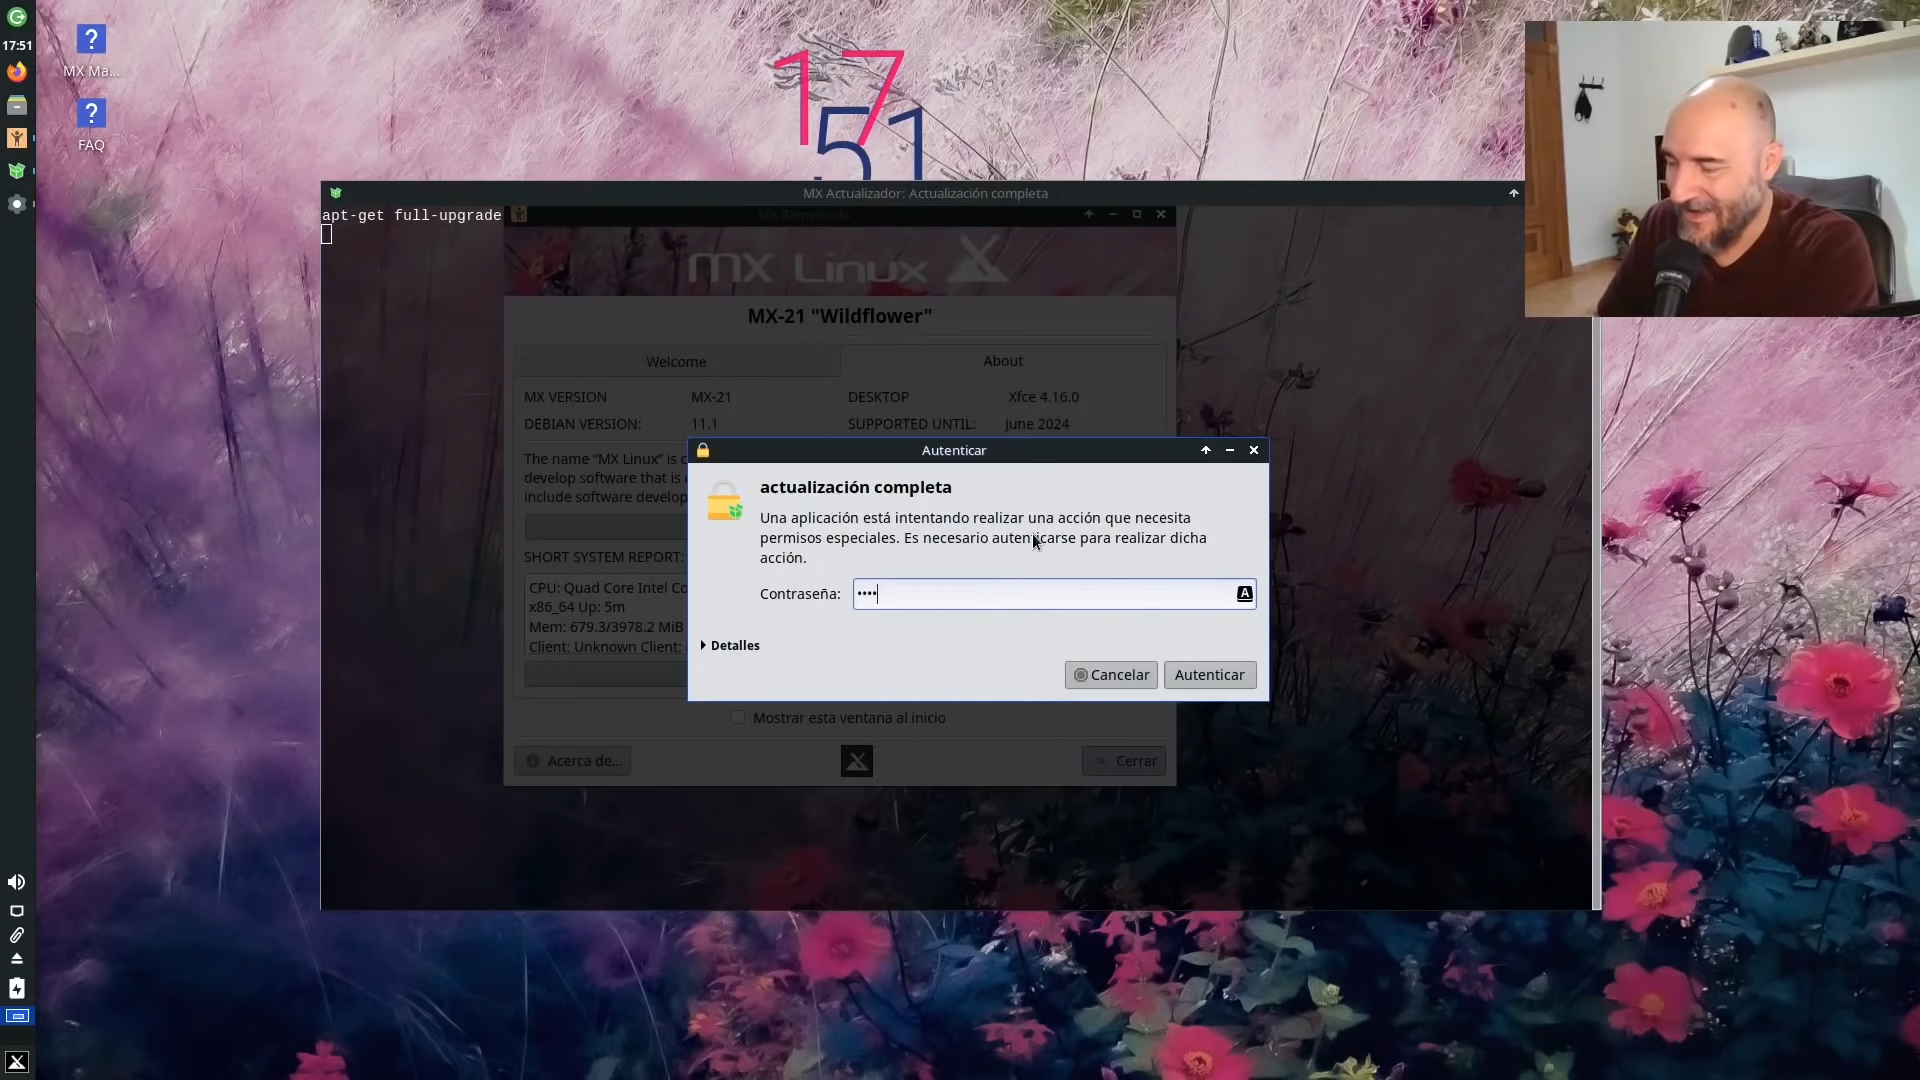 17:51
MX Ma...
FAQ
17
51
MX Actualizador: Actualización completa
apt-get full-upgrade
MX Bienvenida
MX Linux
MX-21 "Wildflower"
Welcome
About
MX VERSION
MX-21
DESKTOP
Xfce 4.16.0
DEBIAN VERSION:
11.1
SUPPORTED UNTIL:
June 2024
The name “MX Linux” is c
develop software that is
include software develop
SHORT SYSTEM REPORT:
CPU: Quad Core Intel Co
x86_64 Up: 5m
Mem: 679.3/3978.2 MiB
Client: Unknown Client:
Autenticar
actualización completa
Una aplicación está intentando realizar una acción que necesita
permisos especiales. Es necesario autenticarse para realizar dicha
acción.
Contraseña:
••••
A
Detalles
Cancelar
Autenticar
Mostrar esta ventana al inicio
Acerca de...
Cerrar